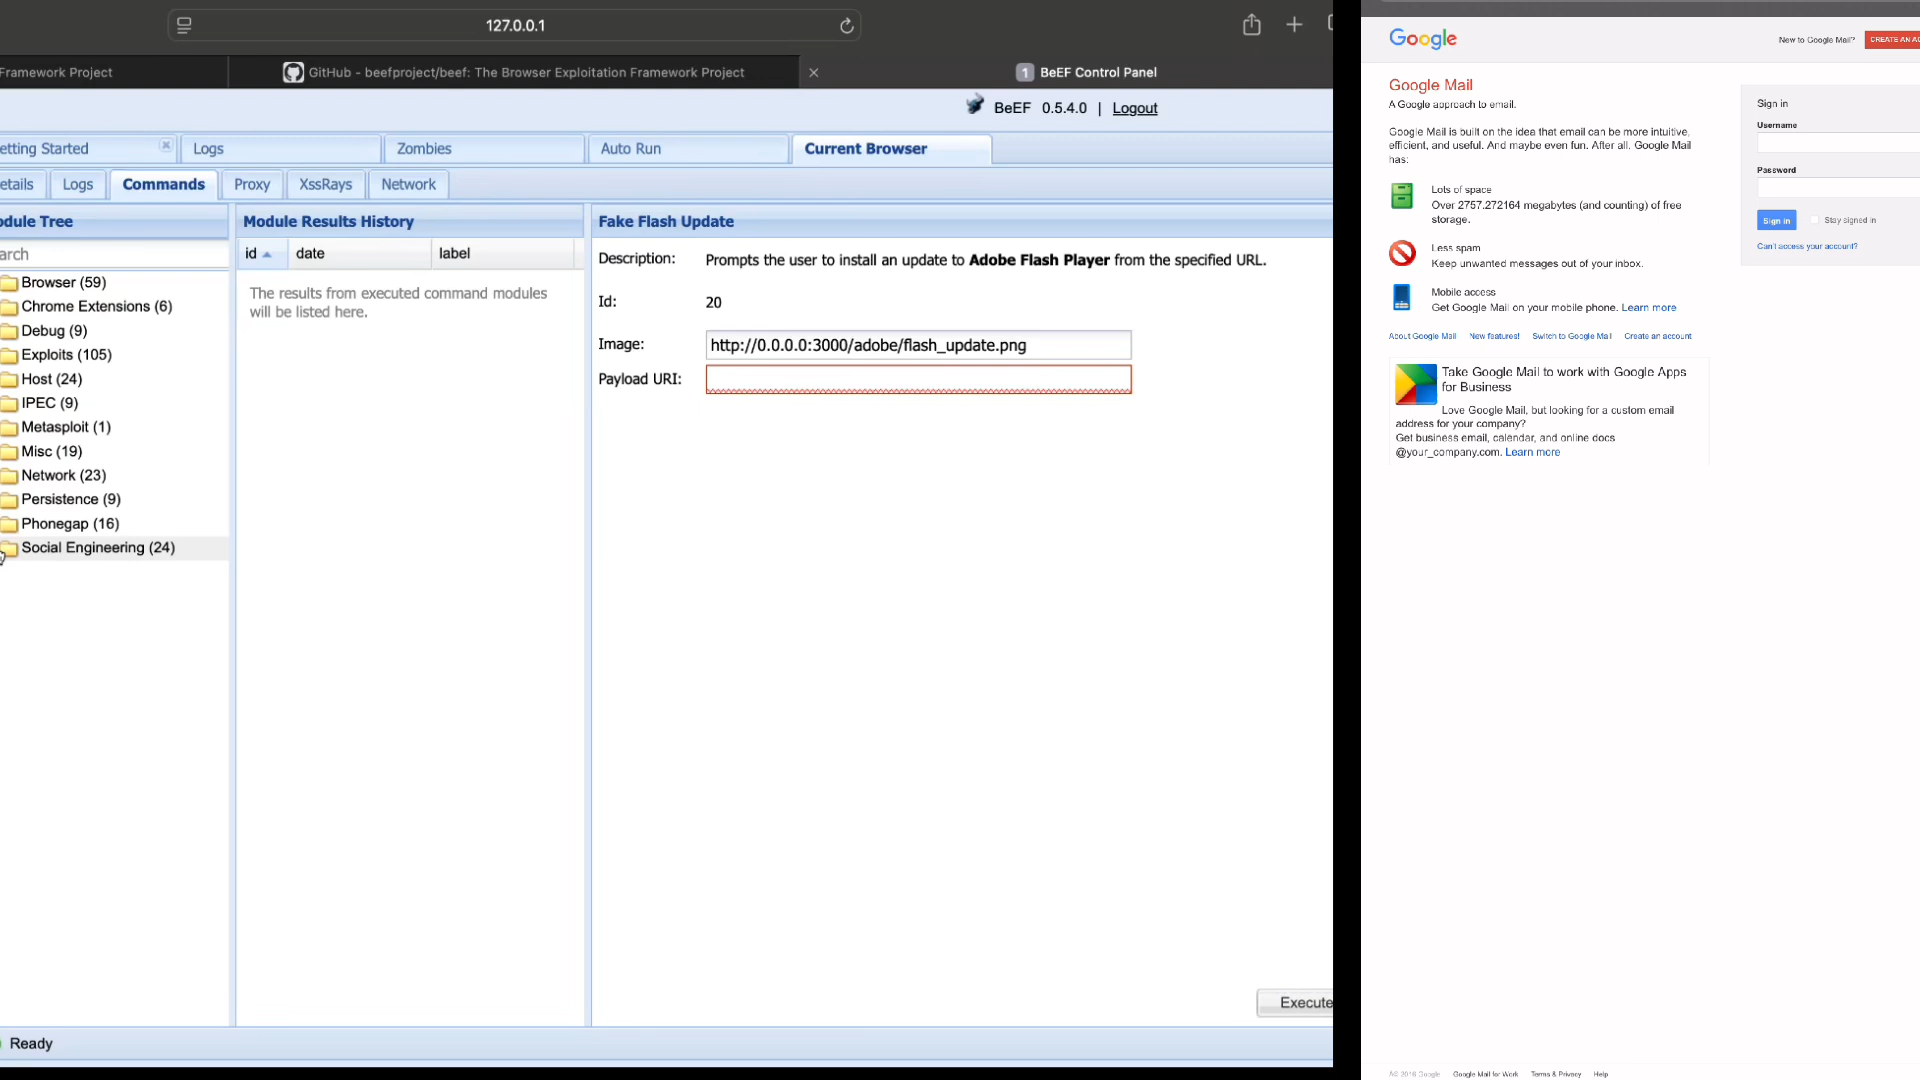 127.0.0.1
Framework Project
GitHub - beefproject/beef: The Browser Exploitation Framework Project
1 BeEF Control Panel
BeEF 0.5.4.0 | Logout
etting Started
Logs
Zombies
Auto Run
Current Browser
etails
Logs
Commands
Proxy
XssRays
Network
odule Tree
arch
Browser (59)
Chrome Extensions (6)
Debug (9)
Exploits (105)
Host (24)
IPEC (9)
Metasploit (1)
Misc (19)
Network (23)
Persistence (9)
Phonegap (16)
Social Engineering (24)
Module Results History
id date label
The results from executed command modules
will be listed here.
Fake Flash Update
Description: Prompts the user to install an update to Adobe Flash Player from the specified URL.
Id: 20
Image: http://0.0.0.0:3000/adobe/flash_update.png
Payload URI:
Execute
Ready
Google
New to Google Mail? CREATE AN AC
Google Mail
A Google approach to email.
Google Mail is built on the idea that email can be more intuitive,
efficient, and useful. And maybe even fun. After all, Google Mail
has:
Lots of space
Over 2757.272164 megabytes (and counting) of free
storage.
Less spam
Keep unwanted messages out of your inbox.
Mobile access
Get Google Mail on your mobile phone. Learn more
About Google Mail New features! Switch to Google Mail Create an account
Take Google Mail to work with Google Apps
for Business
Love Google Mail, but looking for a custom email
address for your company?
Get business email, calendar, and online docs
@your_company.com. Learn more
Sign in
Username
Password
Sign in Stay signed in
Can't access your account?
Google Google Mail for Work Terms & Privacy Help